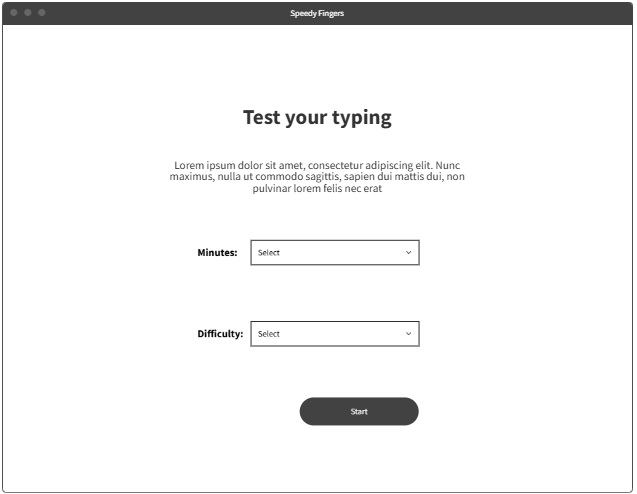 Speedy Fingers
Test your typing
Lorem ipsum dolor sit amet, consectetur adipiscing elit. Nunc
maximus, nulla ut commodo sagittis, sapien dui mattis dui, non
pulvinar lorem felis nec erat
Minutes: Select
Difficulty: Select
Start